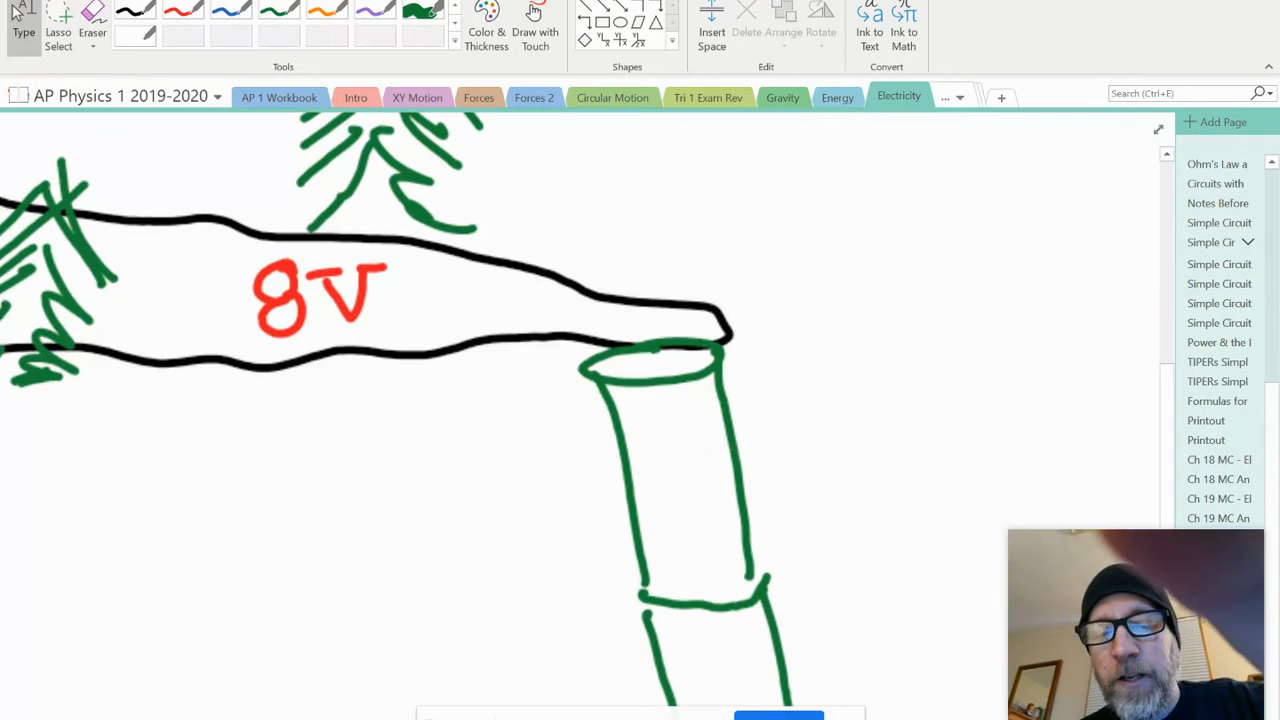 Type
Lasso
Select
Eraser
Color &
Thickness
Draw with
Touch
Insert
Space
Delete
Arrange
Rotate
Ink to
Text
Ink to
Math
Tools
Shapes
Edit
Convert
AP Physics 1 2019-2020
AP 1 Workbook
Intro
XY Motion
Forces
Forces 2
Circular Motion
Tri 1 Exam Rev
Gravity
Energy
Electricity
...
Search (Ctrl+E)
Add Page
Ohm's Law a
Circuits with
Notes Before
Simple Circuit
Simple Cir
Simple Circuit
Simple Circuit
Simple Circuit
Simple Circuit
Power & the I
TIPERs Simpl
TIPERs Simpl
Formulas for
Printout
Printout
Ch 18 MC - El
Ch 18 MC An
Ch 19 MC - El
Ch 19 MC An
8V